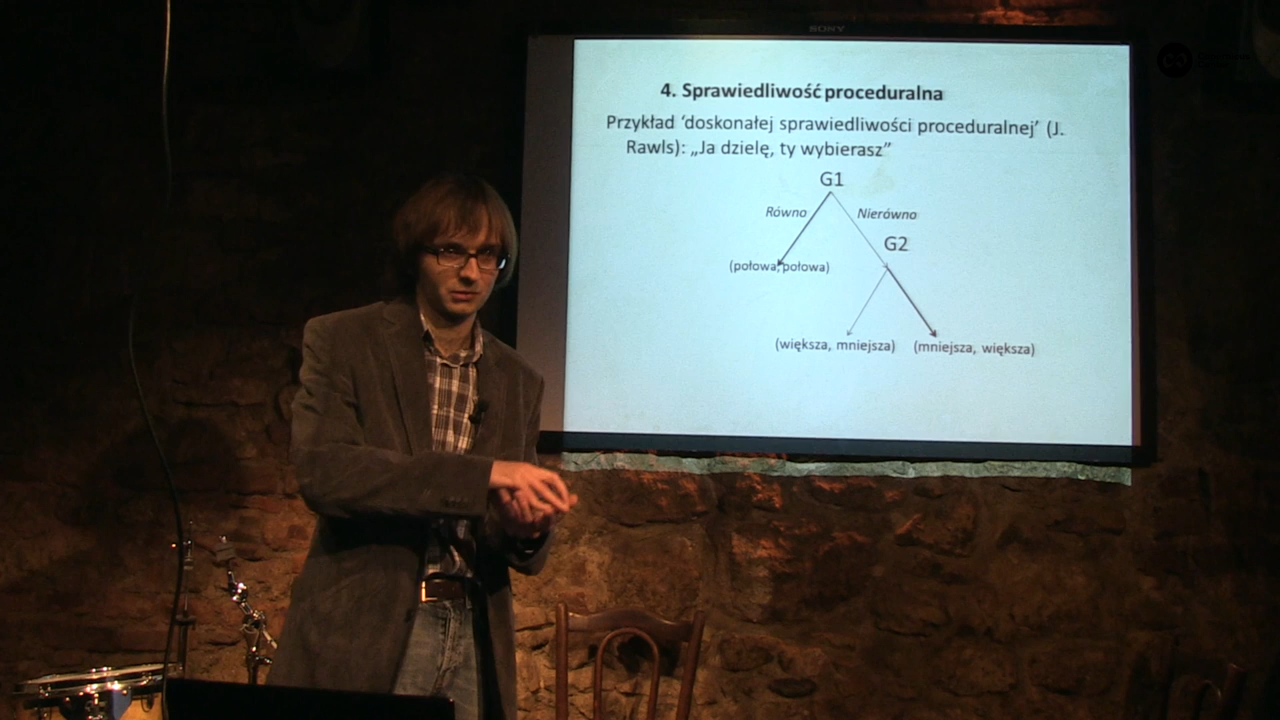 SONY
4. Sprawiedliwość proceduralna
Przykład ‘doskonałej sprawiedliwości proceduralnej’ (J.
Rawls): „Ja dzielę, ty wybierasz”
G1
Równo
Nierówno
G2
(połowa, połowa)
(większa, mniejsza)
(mniejsza, większa)